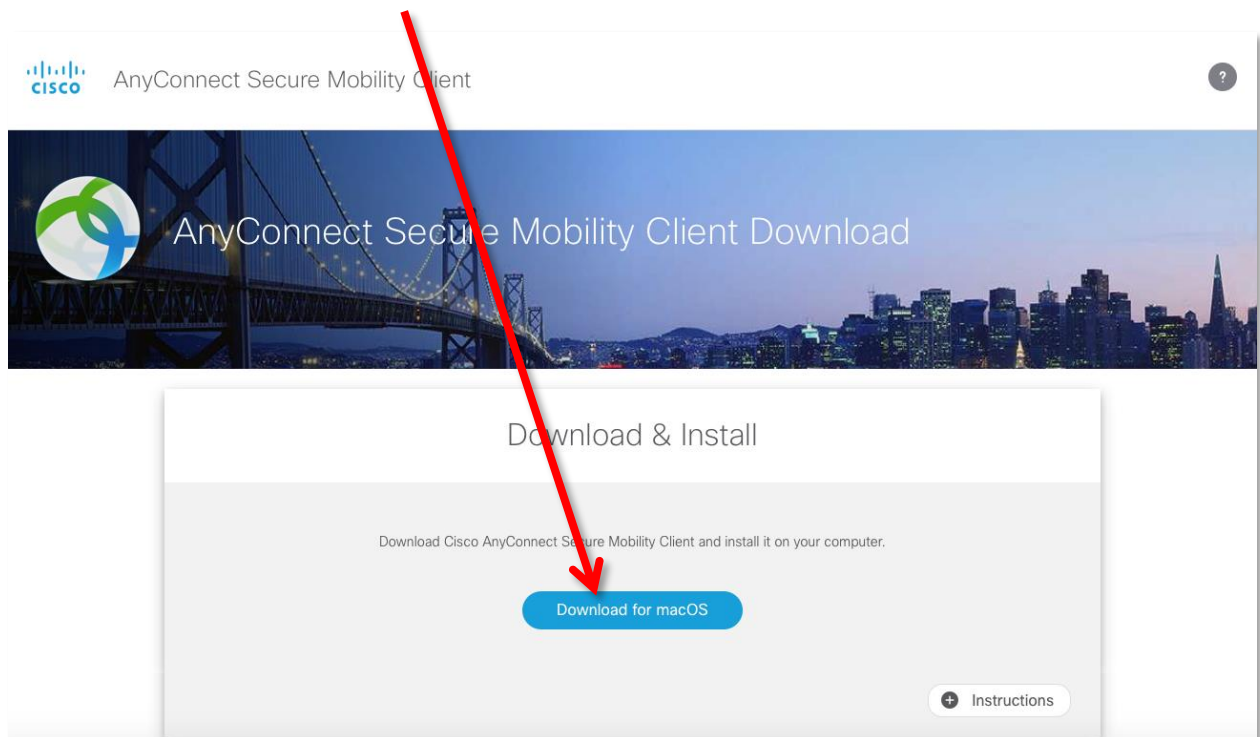 CISCO
AnyConnect Secure Mobility Client
?
AnyConnect Secure Mobility Client Download
Download & Install
Download Cisco AnyConnect Secure Mobility Client and install it on your computer.
Download for macOS
Instructions